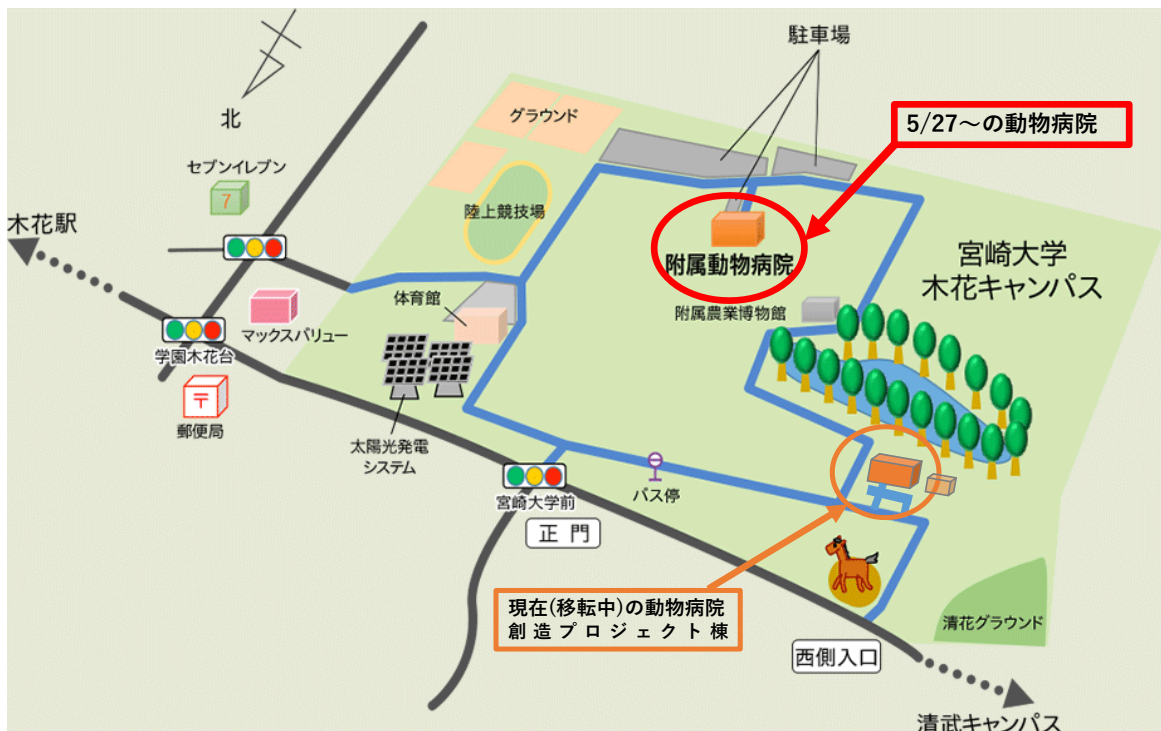 駐車場
5/27～の動物病院
グラウンド
北
セブンイレブン
7
木花駅
陸上競技場
附属動物病院
宮崎大学
木花キャンパス
体育館
附属農業博物館
マックスバリュー
学園木花台
〒
郵便局
太陽光発電
システム
バス停
宮崎大学前
正門
現在(移転中)の動物病院
創造プロジェクト棟
清花グラウンド
西側入口
清武キャンパス